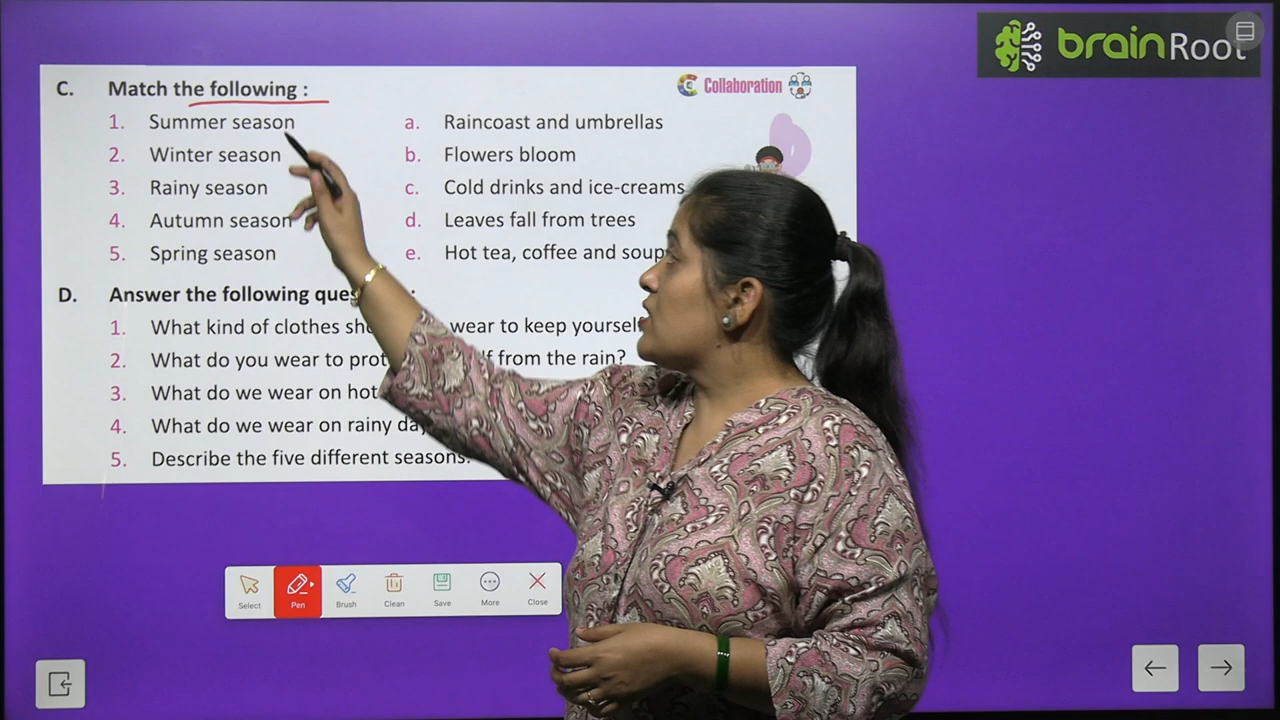 brainRoot
C. Match the following :
Collaboration
1. Summer season a. Raincoast and umbrellas
2. Winter season b. Flowers bloom
3. Rainy season c. Cold drinks and ice-creams
4. Autumn season d. Leaves fall from trees
5. Spring season e. Hot tea, coffee and soup
D. Answer the following :
1. What kind of clothes wear to keep
2. What do you wear to from the rain?
3. What do we wear on hot
4. What do we wear on rainy
5. Describe the five different seasons.
Select Pen Brush Clean Save More Close